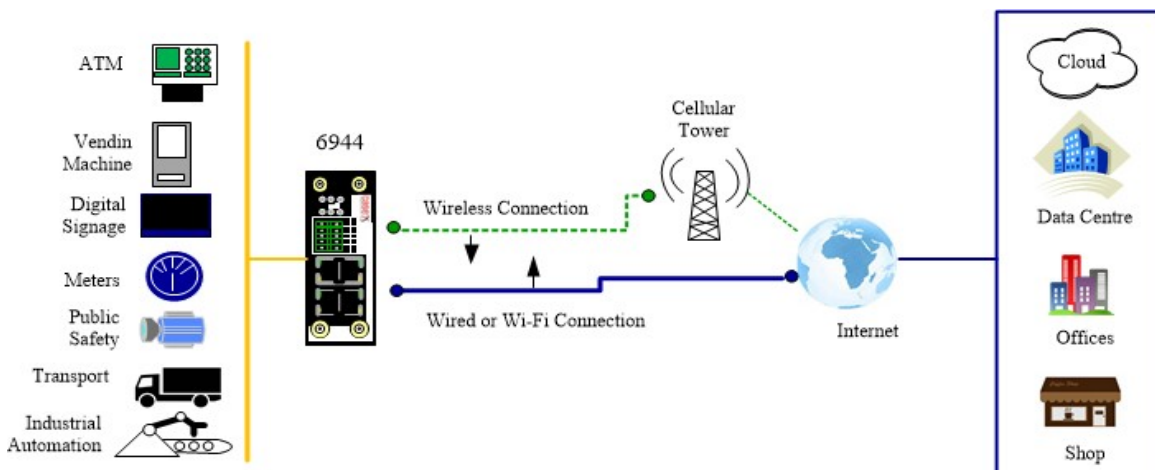 ATM
Vendin
Machine
Digital
Signage
Meters
Public
Safety
Transport
Industrial
Automation
6944
Wireless Connection
Wired or Wi-Fi Connection
Cellular
Tower
Internet
Cloud
Data Centre
Offices
Shop